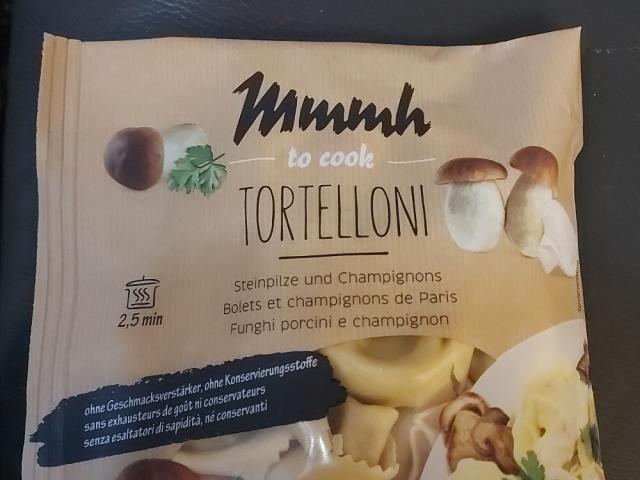 Mmmmh
to cook
TORTELLONI
Steinpilze und Champignons
Bolets et champignons de Paris
Funghi porcini e champignon
2,5 min
ohne Geschmacksverstärker, ohne Konservierungsstoffe
sans exhausteurs de goût ni conservateurs
senza esaltatori di sapidità, né conservanti